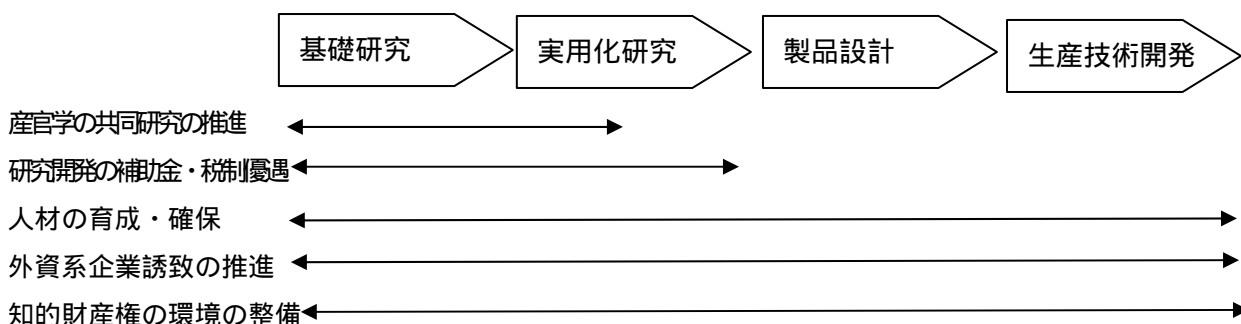 基礎研究
実用化研究
製品設計
生産技術開発
産官学の共同研究の推進
研究開発の補助金・税制優遇
人材の育成・確保
外資系企業誘致の推進
知的財産権の環境の整備